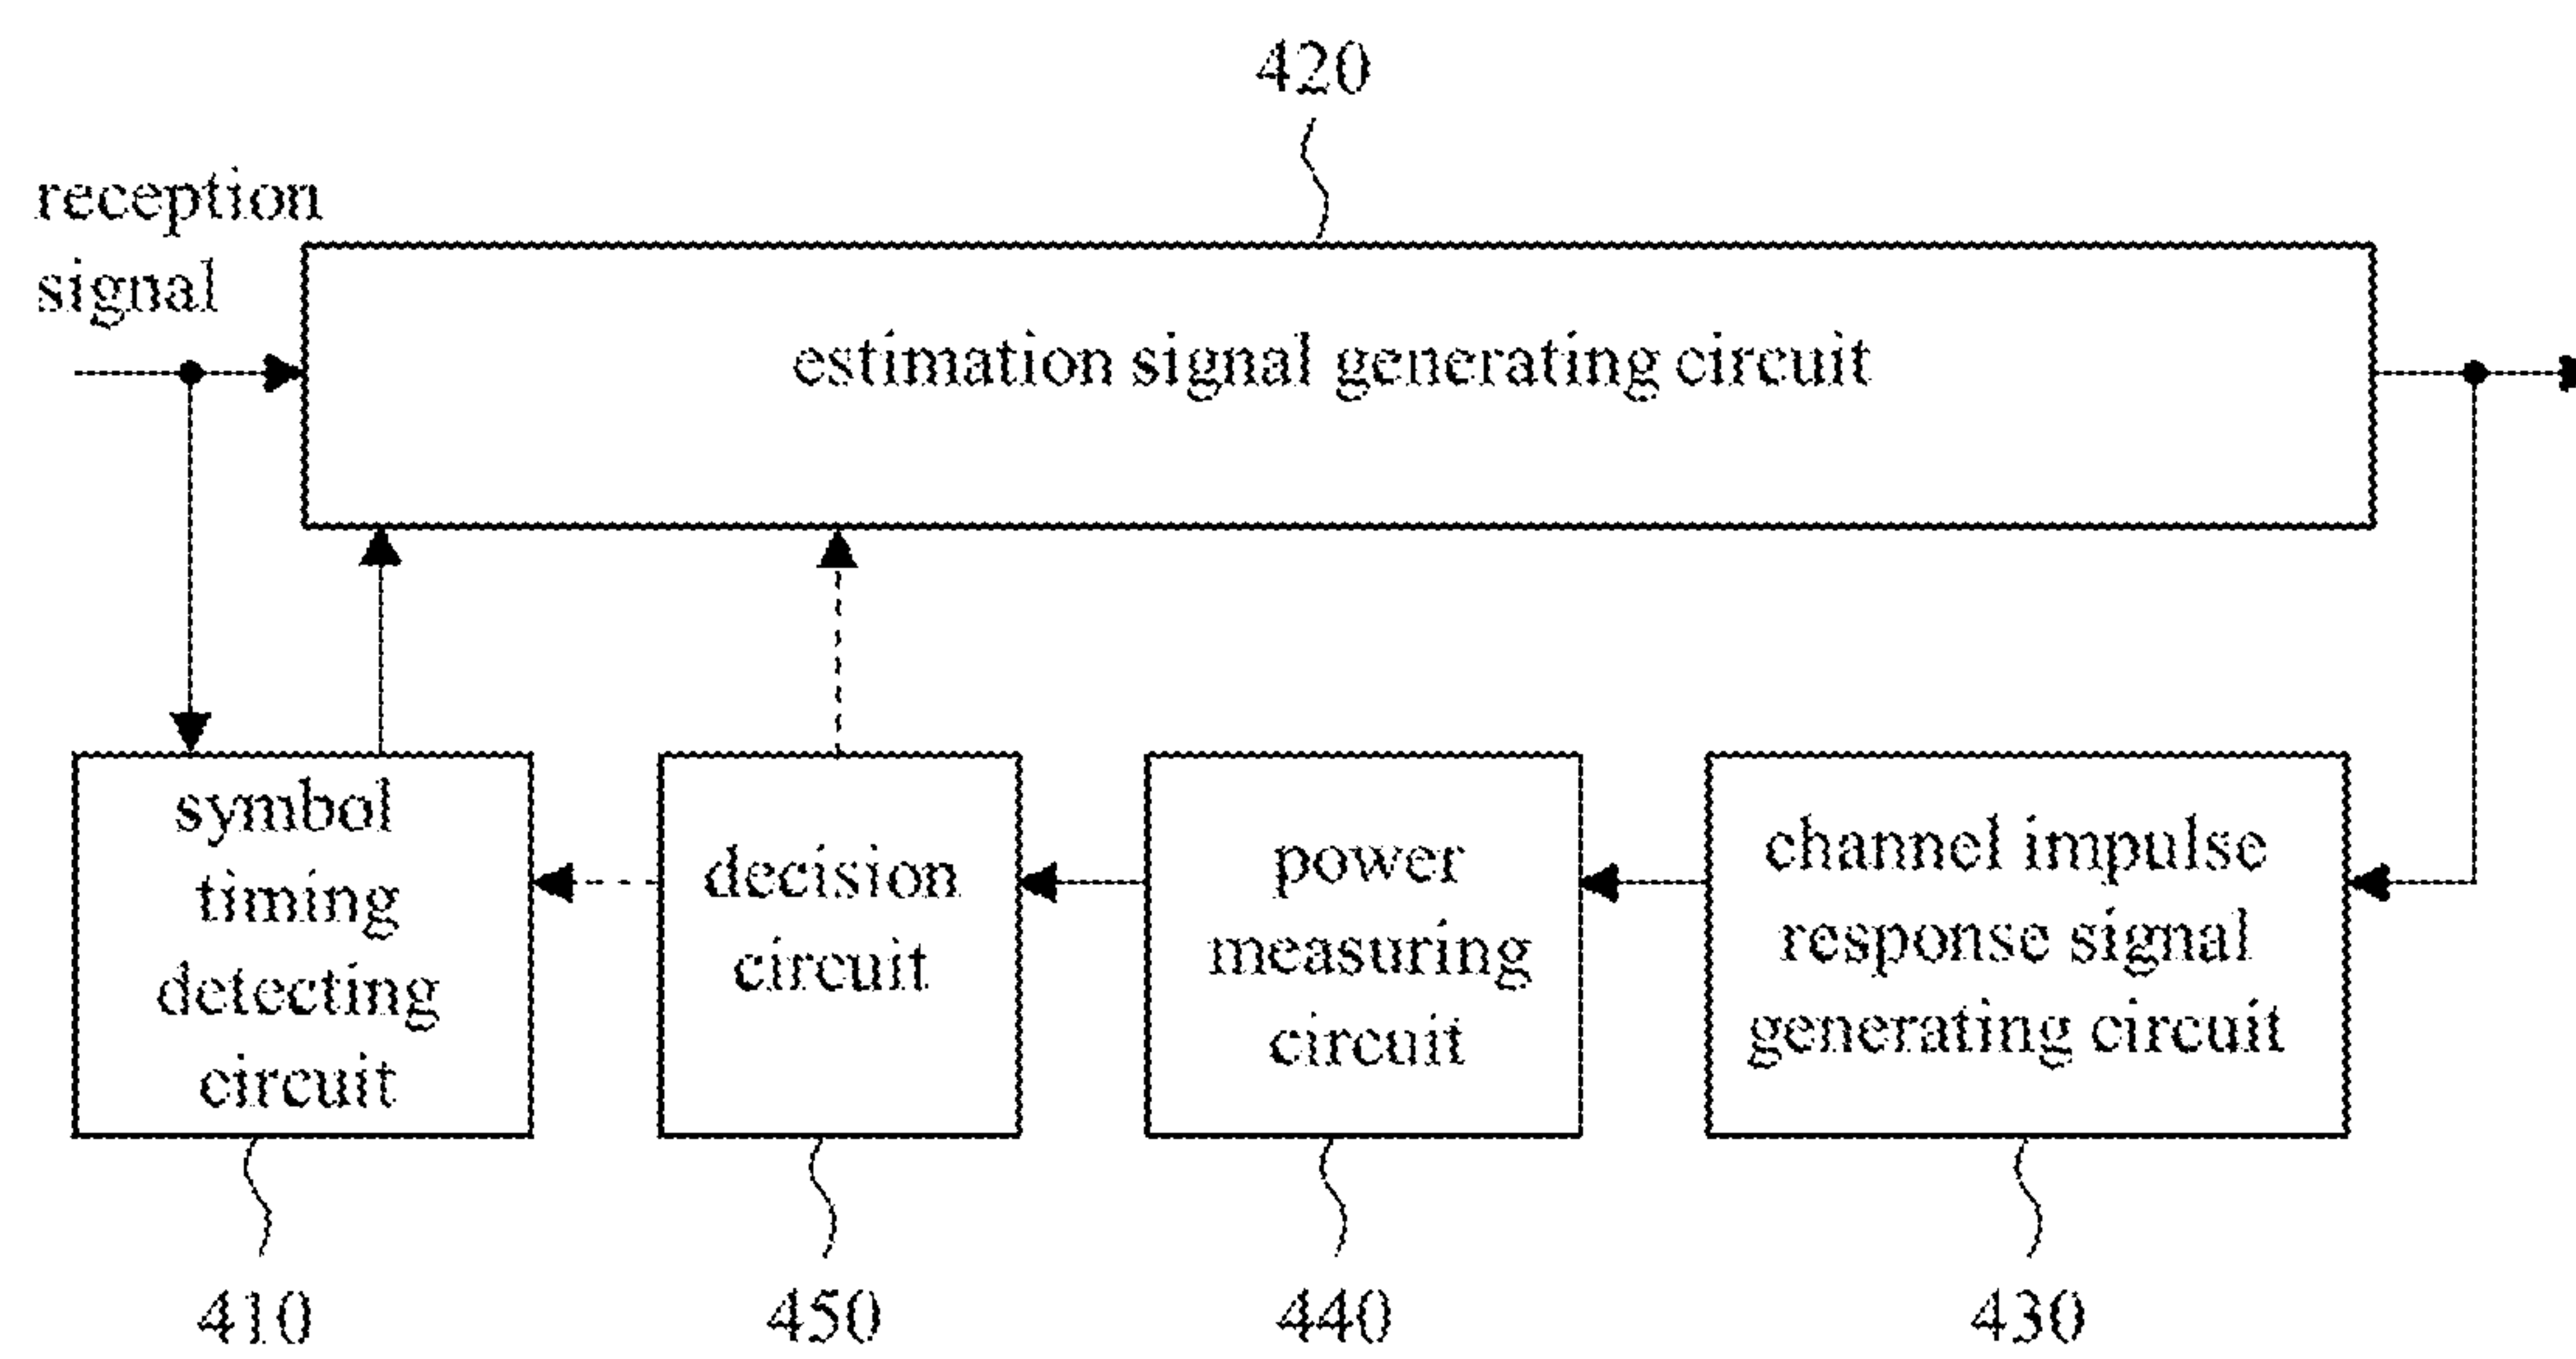 420
reception
signal
estimation signal generating circuit
symbol
timing
detecting
circuit
decision
circuit
power
measuring
circuit
channel impulse
response signal
generating circuit
410
450
440
430